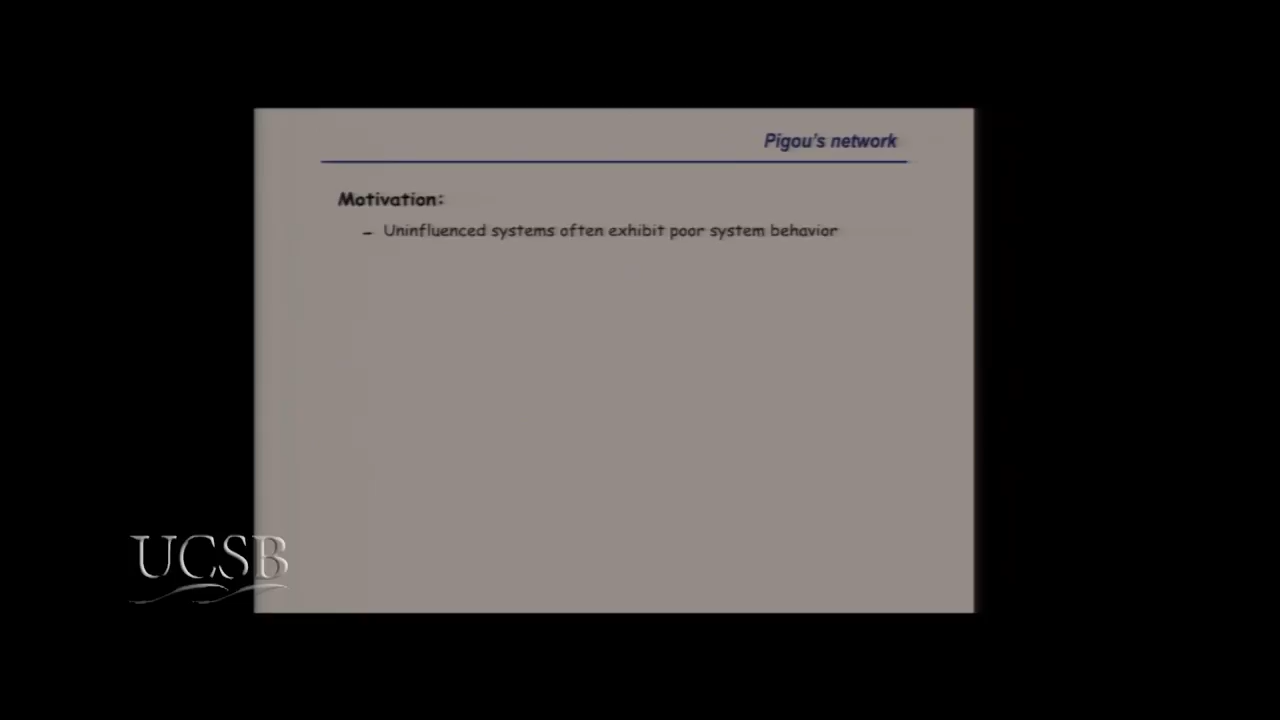 Pigou's network
Motivation:
– Uninfluenced systems often exhibit poor system behavior
UCSB